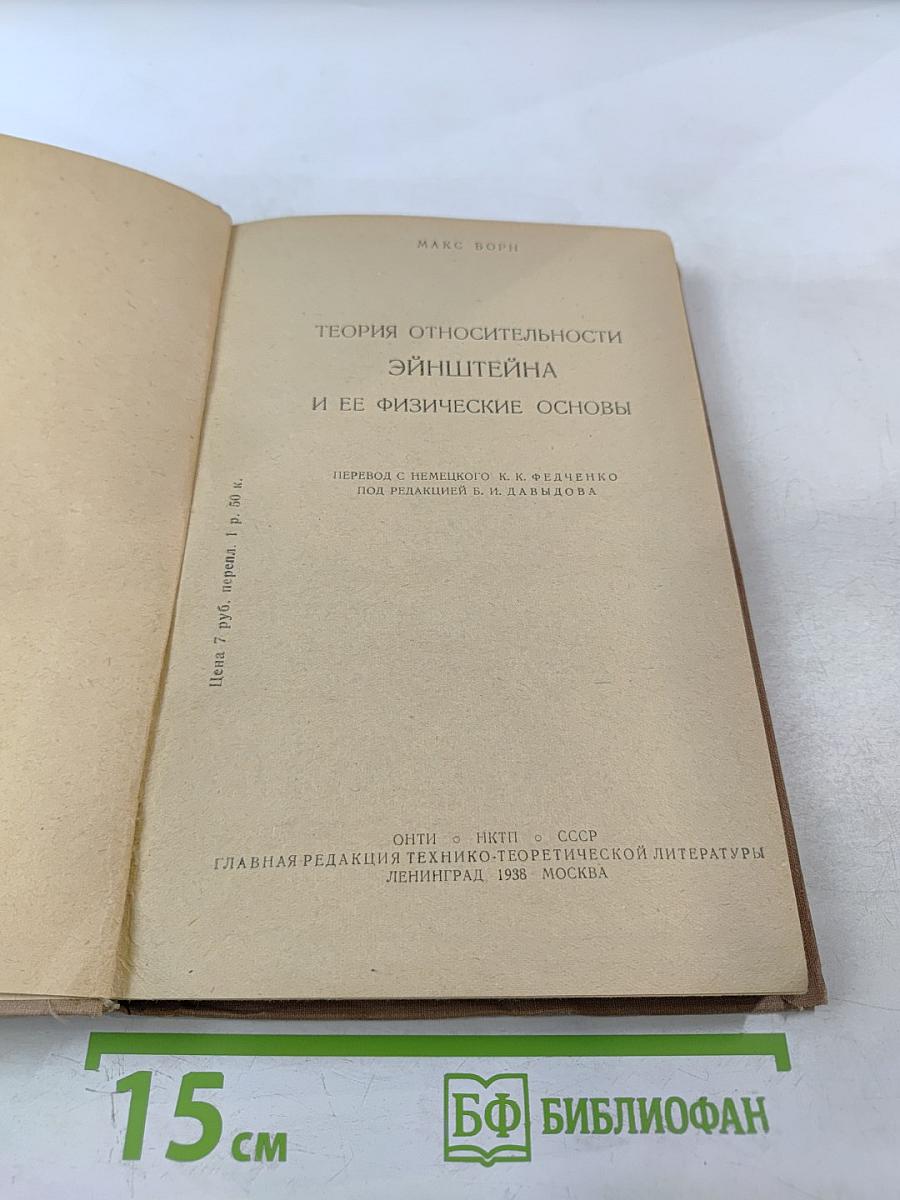 МАКС БОРН
ТЕОРИЯ ОТНОСИТЕЛЬНОСТИ
ЭЙНШТЕЙНА
И ЕЕ ФИЗИЧЕСКИЕ ОСНОВЫ
ПЕРЕВОД С НЕМЕЦКОГО К. К. ФЕДЧЕНКО
ПОД РЕДАКЦИЕЙ Б. И. ДАВЫДОВА
Цена 7 руб. перепл. 1 р. 50 к.
ОНТИ ○ НКТП ○ СССР
ГЛАВНАЯ РЕДАКЦИЯ ТЕХНИКО-ТЕОРЕТИЧЕСКОЙ ЛИТЕРАТУРЫ
ЛЕНИНГРАД 1938 МОСКВА
15 см
БФ БИБЛИОФАН